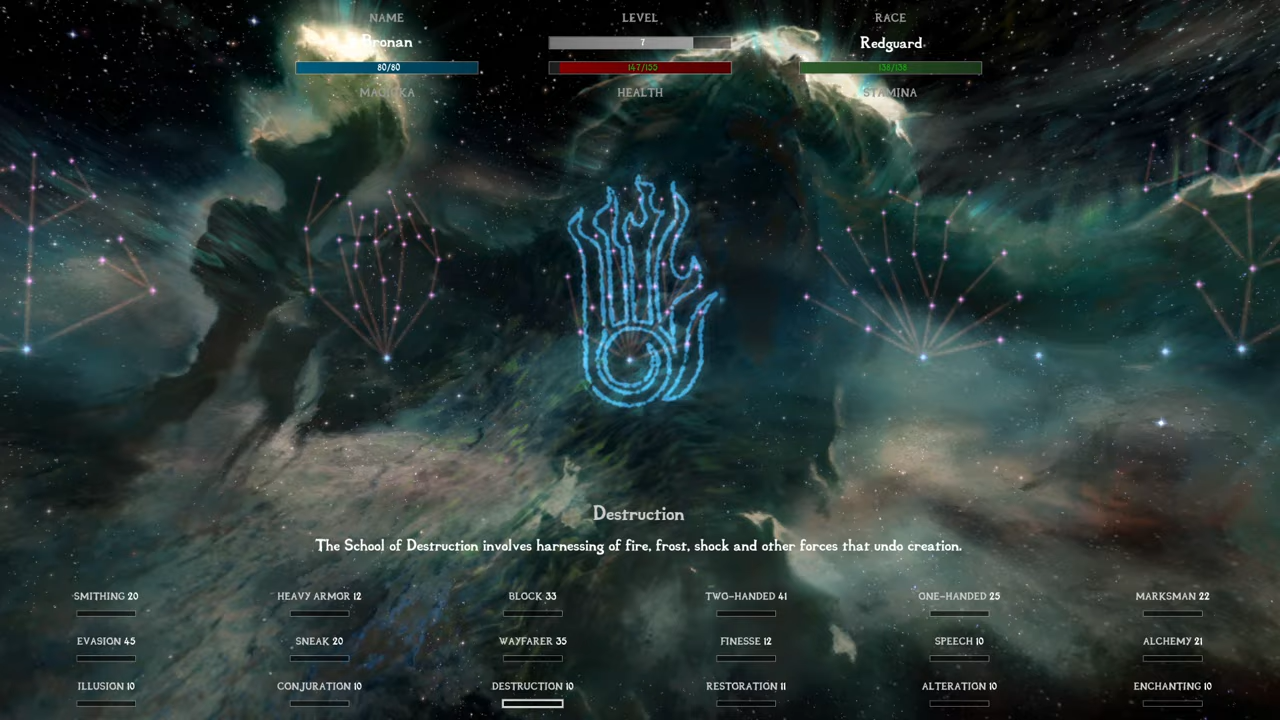 NAME LEVEL RACE
Bronan 7 Redguard
80/80 147/155 138/138
MAGICKA HEALTH STAMINA
Destruction
The School of Destruction involves harnessing of fire, frost, shock and other forces that undo creation.
SMITHING 20 HEAVY ARMOR 12 BLOCK 33 TWO-HANDED 41 ONE-HANDED 25 MARKSMAN 22
EVASION 45 SNEAK 20 WAYFARER 35 FINESSE 12 SPEECH 10 ALCHEMY 21
ILLUSION 10 CONJURATION 10 DESTRUCTION 10 RESTORATION 11 ALTERATION 10 ENCHANTING 10